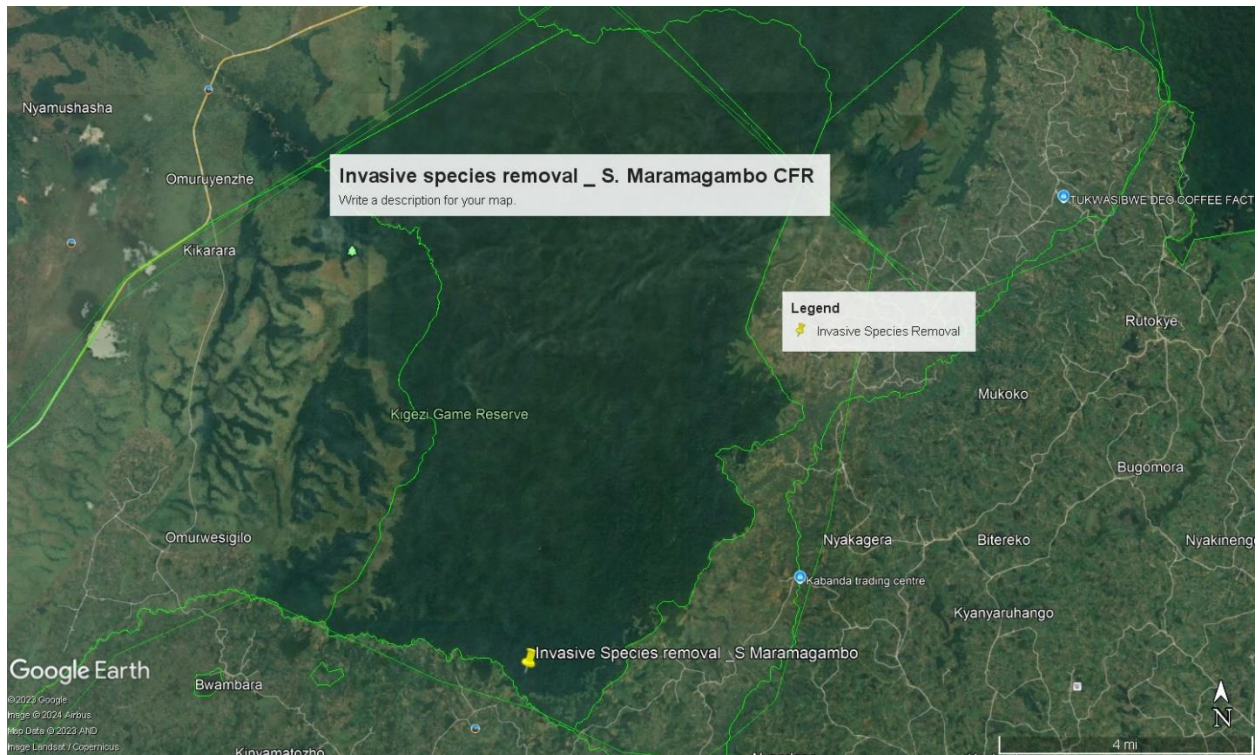 Nyamushasha
Omuruyenzhe
Invasive species removal _ S. Maramagambo CFR
Write a description for your map.
TUKWASIBWE DEO COFFEE FACT
Kikarara
Legend
Invasive Species Removal
Rutokye
Mukoko
Kigezi Game Reserve
Bugomora
Omurwesigilo
Nyakagera
Bitereko
Nyakineng
Kabanda trading centre
Kyanyaruhango
Invasive Species removal _S Maramagambo
Google Earth
Bwambara
©2023 Google
Image © 2024 Airbus
Map Data © 2023 AND
Image Landsat / Copernicus
Kinyamatozho
N
4 mi